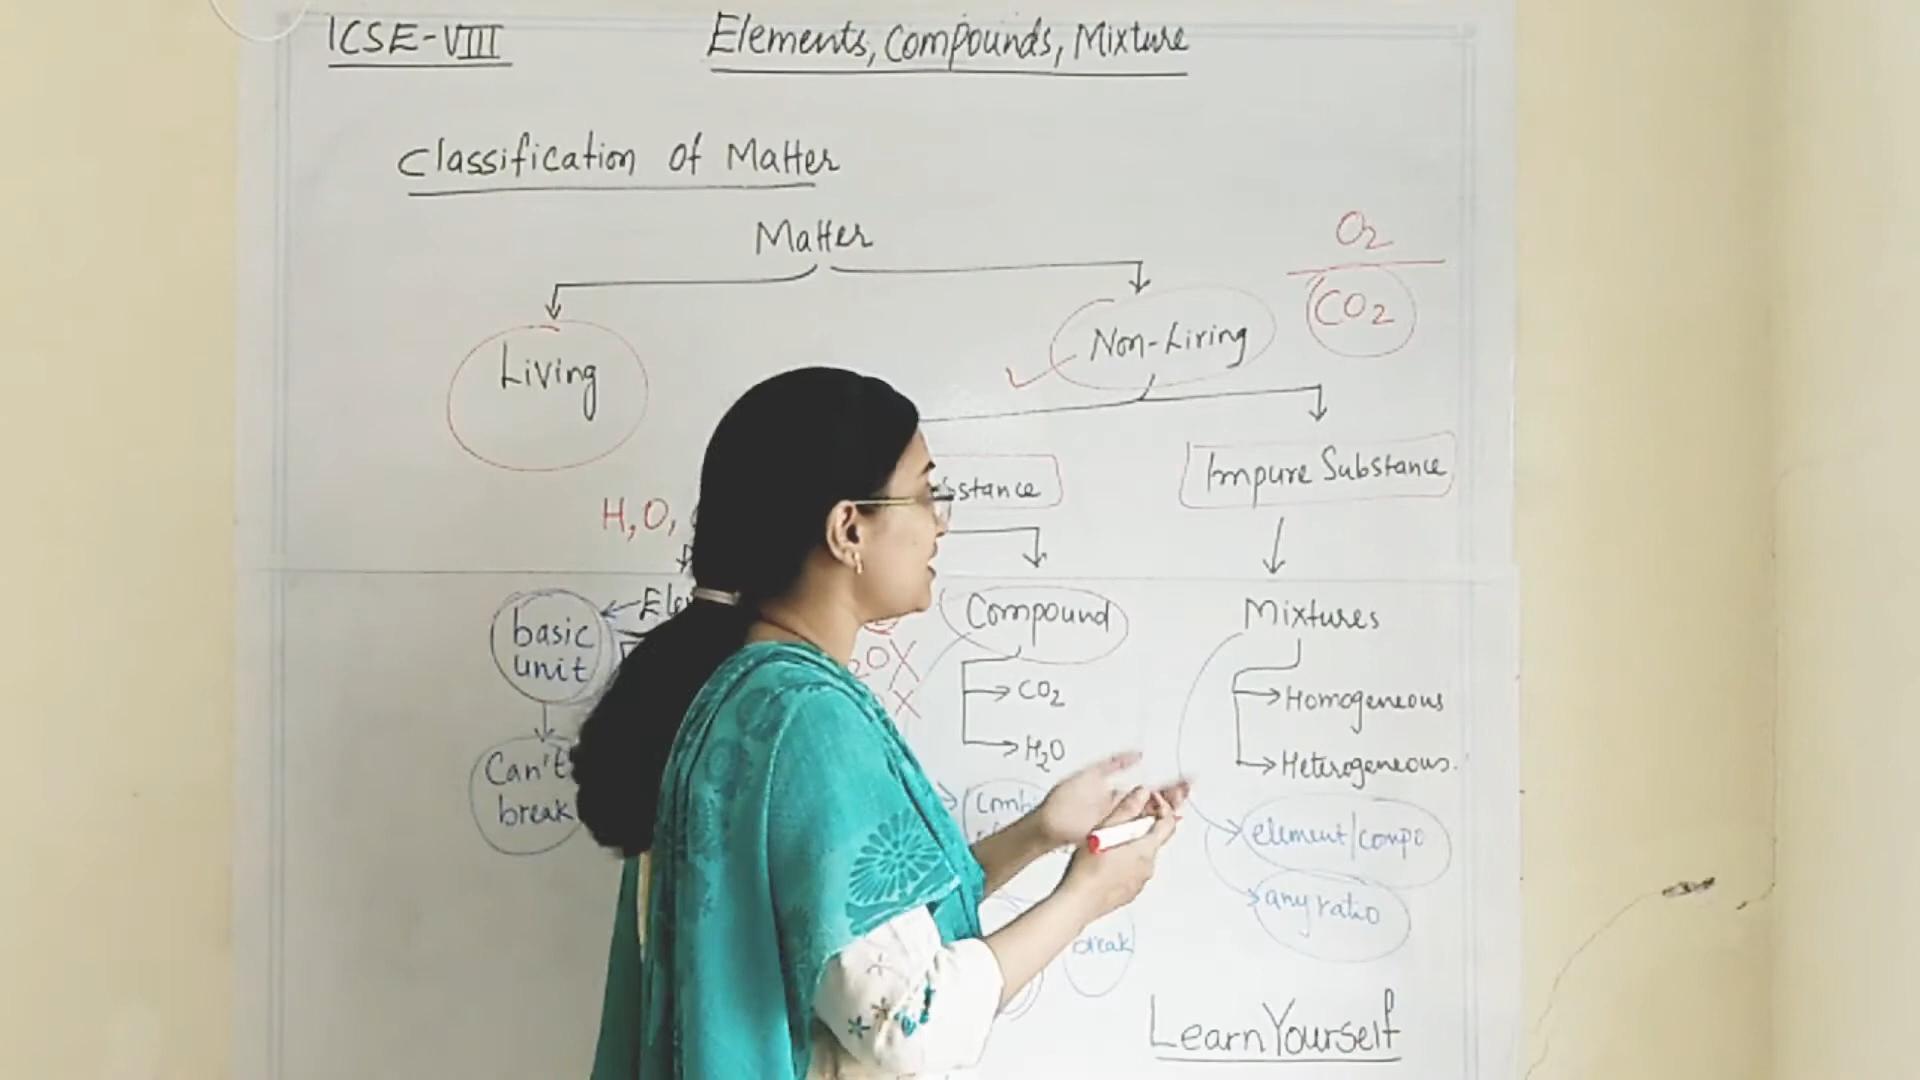 ICSE-VIII
Elements, Compounds, Mixture
Classification of Matter
Matter
O2
CO2
Living
Non-Living
Impure Substance
H, O,
basic
unit
Compound
Mixtures
CO2
Homogeneous
H2O
Heterogeneous.
Can't
break
element/compo
any ratio
break
Learn Yourself